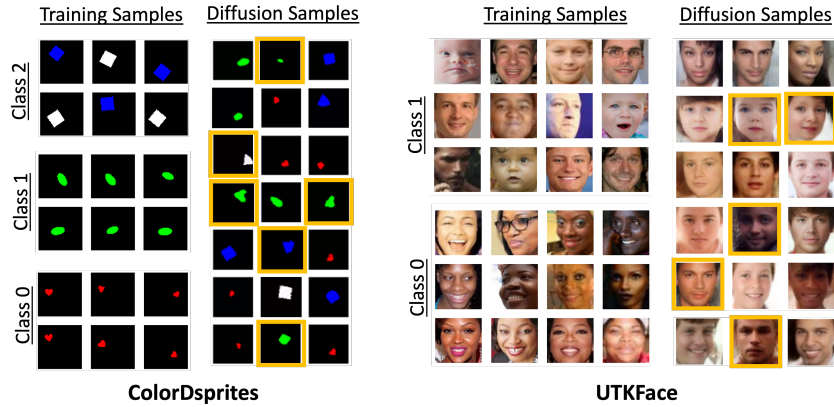 Training Samples
Diffusion Samples
Class 2
Class 1
Class 0
ColorDsprites
Training Samples
Diffusion Samples
Class 1
Class 0
UTKFace